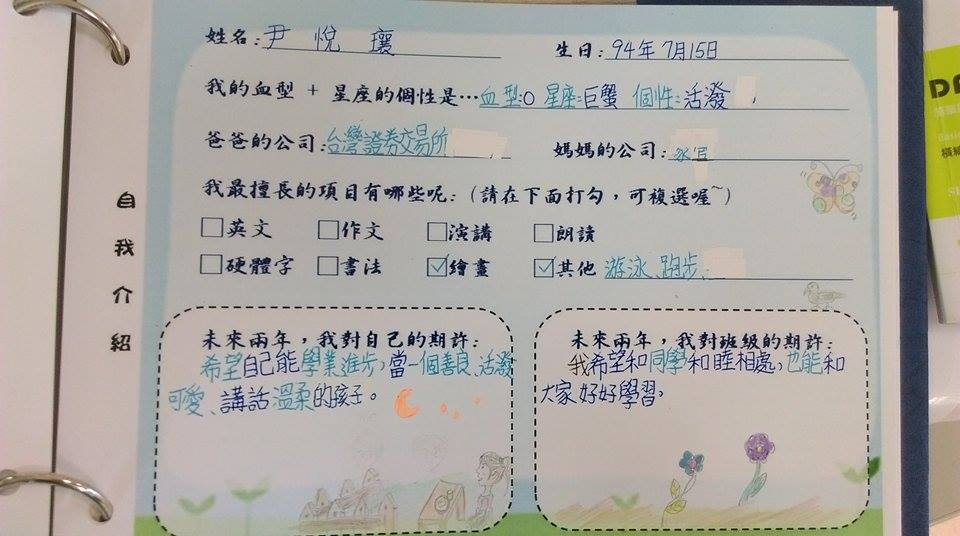 姓名:尹 悅 瓖 生日:94年7月15日
我的血型 + 星座的個性是…血型:O 星座:巨蟹 個性:活潑
爸爸的公司:台灣證券交易所 媽媽的公司:
我最擅長的項目有哪些呢:(請在下面打勾,可複選喔~)
□英文 □作文 □演講 □朗讀
□硬體字 □書法 ☑繪畫 ☑其他 游泳、跑步、
自我介紹
未來兩年,我對自己的期許:
希望自己能學業進步,當一個善良、活潑
可愛、講話溫柔的孩子。
未來兩年,我對班級的期許:
我希望和同學和睦相處,也能和
大家好好學習。